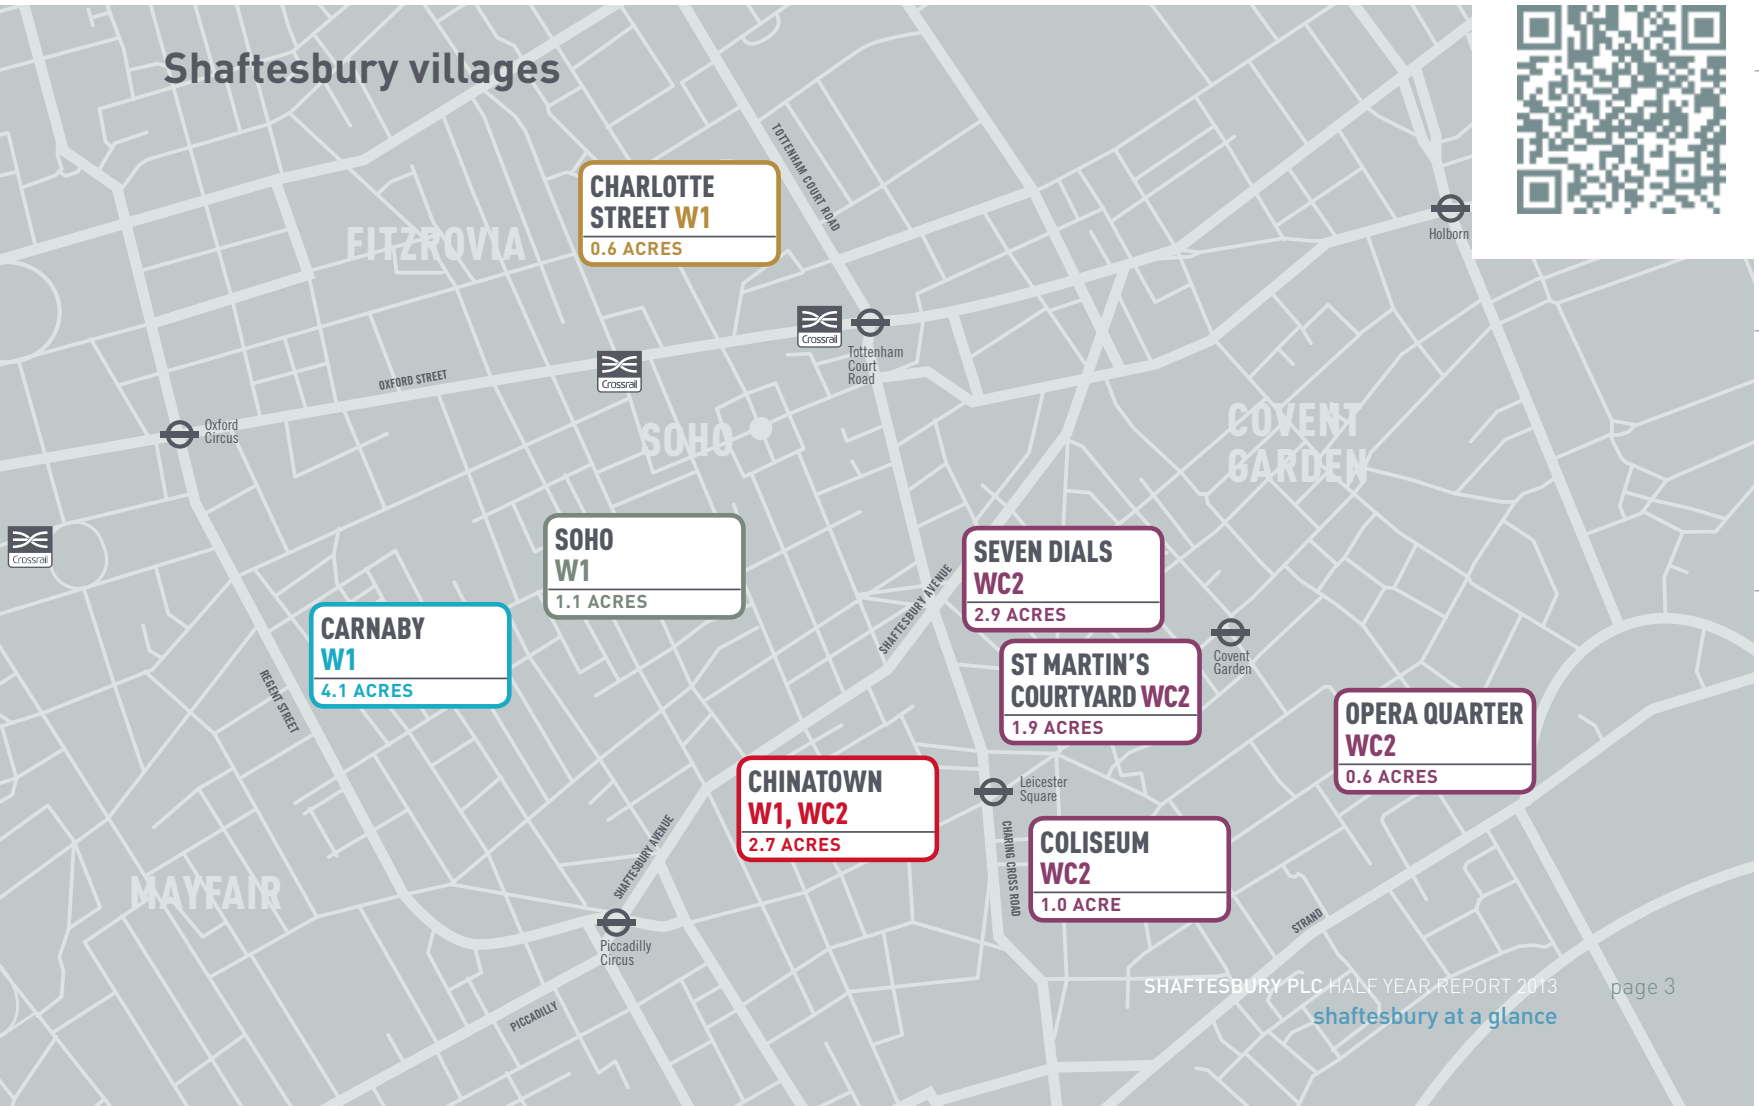 Shaftesbury villages
TOTTENHAM COURT ROAD
CHARLOTTE
STREET W1
0.6 ACRES
FITZROVIA
Holborn
Crossrail
Tottenham
Court
Road
Crossrail
OXFORD STREET
Oxford
Circus
SOHO
COVENT
GARDEN
Crossrail
SOHO
W1
1.1 ACRES
SEVEN DIALS
WC2
2.9 ACRES
SHAFTESBURY AVENUE
CARNABY
W1
4.1 ACRES
Covent
Garden
ST MARTIN'S
COURTYARD WC2
1.9 ACRES
REGENT STREET
OPERA QUARTER
WC2
0.6 ACRES
CHINATOWN
W1, WC2
2.7 ACRES
Leicester
Square
SHAFTESBURY AVENUE
CHARING CROSS ROAD
COLISEUM
WC2
1.0 ACRE
MAYFAIR
STRAND
Piccadilly
Circus
PICCADILLY
SHAFTESBURY PLC HALF YEAR REPORT 2013 page 3
shaftesbury at a glance